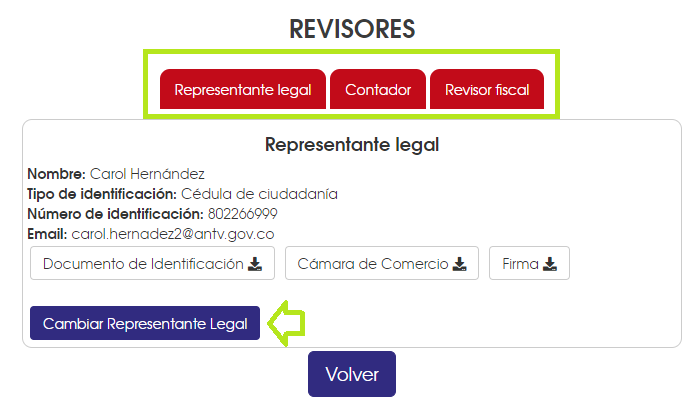 REVISORES
Representante legal Contador Revisor fiscal
Representante legal
Nombre: Carol Hernández
Tipo de identificación: Cédula de ciudadanía
Número de identificación: 802266999
Email: carol.hernadez2@antv.gov.co
Documento de Identificación Cámara de Comercio Firma
Cambiar Representante Legal
Volver